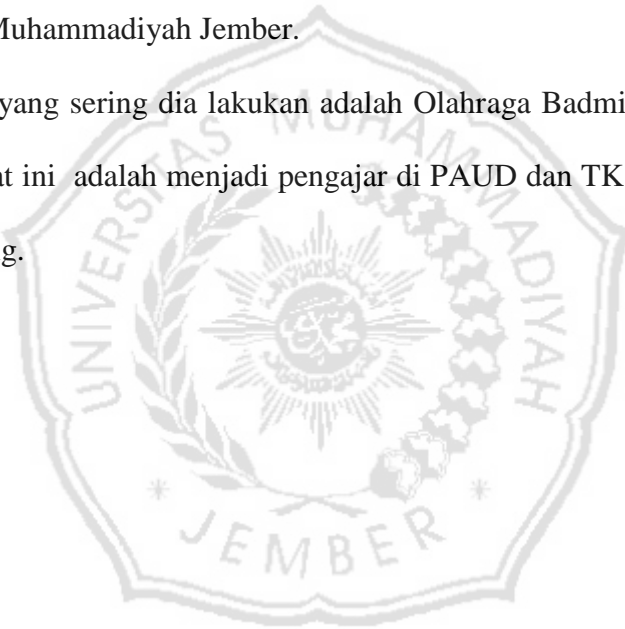 Muhammadiyah Jember.
yang sering dia lakukan adalah Olahraga Badmi
at ini adalah menjadi pengajar di PAUD dan TK
g.
UNIVERSITAS MUHAMMADIYAH
JEMBER